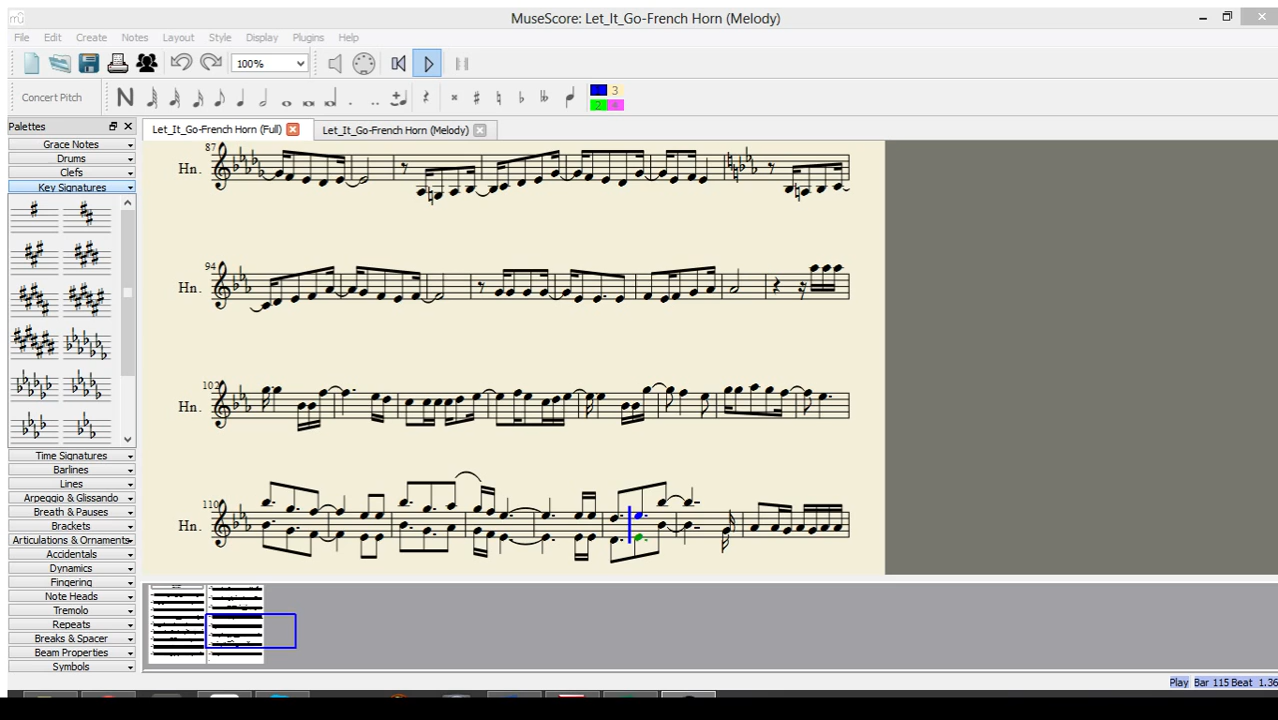 MuseScore: Let_It_Go-French Horn (Melody)
File Edit Create Notes Layout Style Display Plugins Help
100%
Concert Pitch N 1 3
2 4
Palettes Let_It_Go-French Horn (Full) Let_It_Go-French Horn (Melody)
Grace Notes
Drums
Clefs
Key Signatures
Time Signatures
Barlines
Lines
Arpeggio & Glissando
Breath & Pauses
Brackets
Articulations & Ornaments
Accidentals
Dynamics
Fingering
Note Heads
Tremolo
Repeats
Breaks & Spacer
Beam Properties
Symbols
87
Hn.
94
Hn.
102
Hn.
110
Hn.
Play Bar 115 Beat 1.36